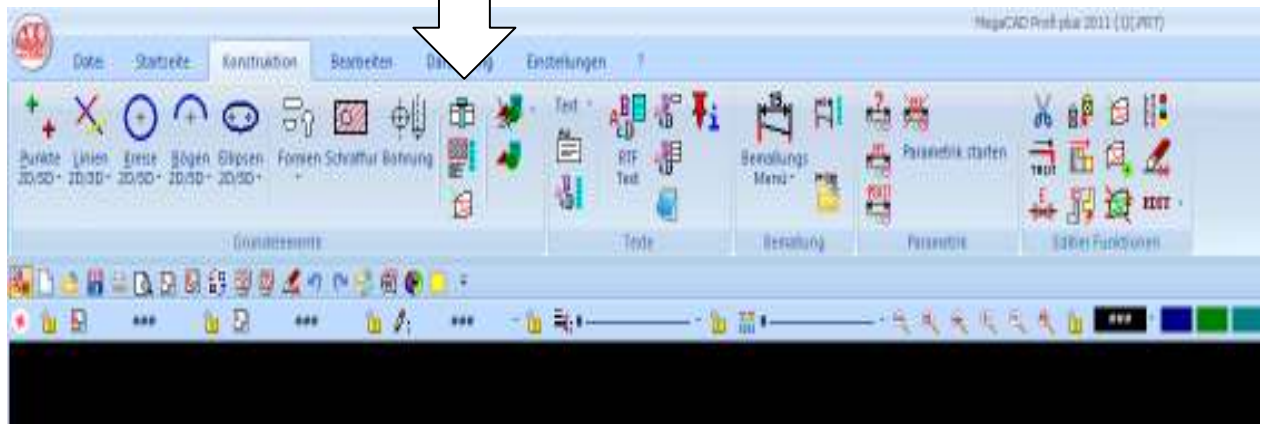 MegaCAD Profi plus 2011 (1(.PRT)
Datei Startseite Konstruktion Bearbeiten Einstellungen ?
Text
Punkte Linien Kreise Bögen Ellipsen Formen Schraffur Bohrung RTF Bemaßungs Parametrik starten
2D/3D 2D/3D 2D/3D 2D/3D 2D/3D Text Menü EDIT
Grundelemente Texte Bemaßung Parametrik Editier Funktionen
### ### ### ###